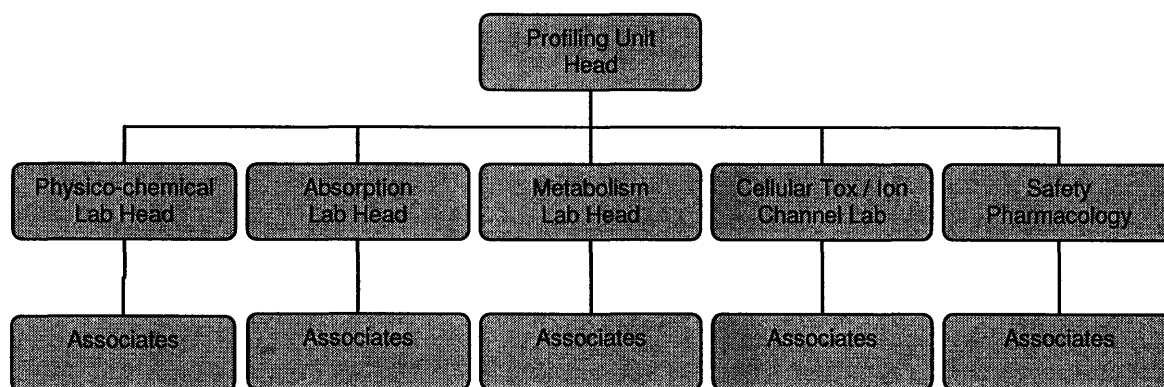 Profiling Unit
Head
Physico-chemical
Lab Head
Absorption
Lab Head
Metabolism
Lab Head
Cellular Tox / Ion
Channel Lab
Safety
Pharmacology
Associates
Associates
Associates
Associates
Associates